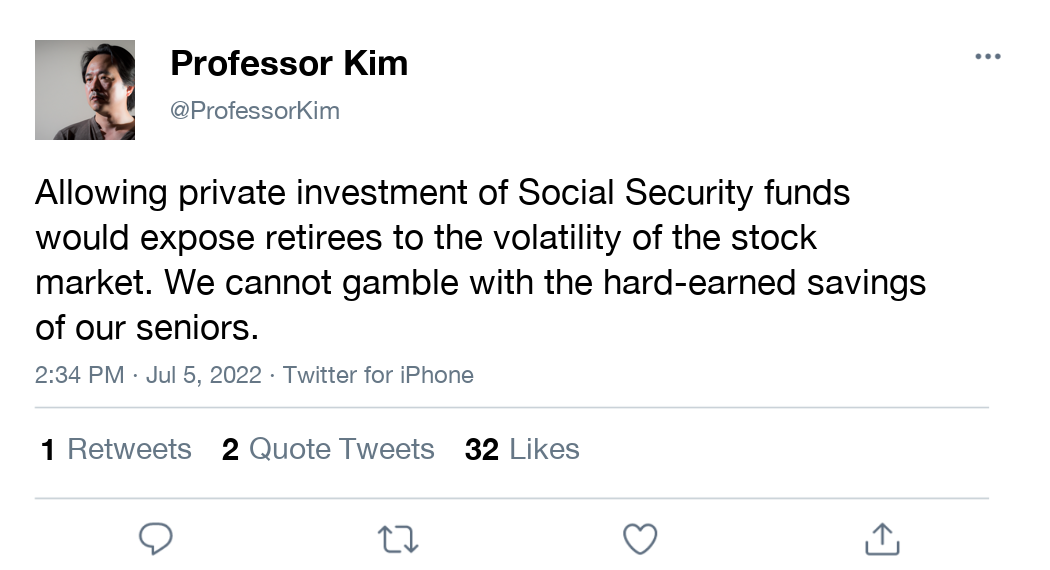 Professor Kim
@ProfessorKim
Allowing private investment of Social Security funds
would expose retirees to the volatility of the stock
market. We cannot gamble with the hard-earned savings
of our seniors.
2:34 PM · Jul 5, 2022 · Twitter for iPhone
1 Retweets 2 Quote Tweets 32 Likes